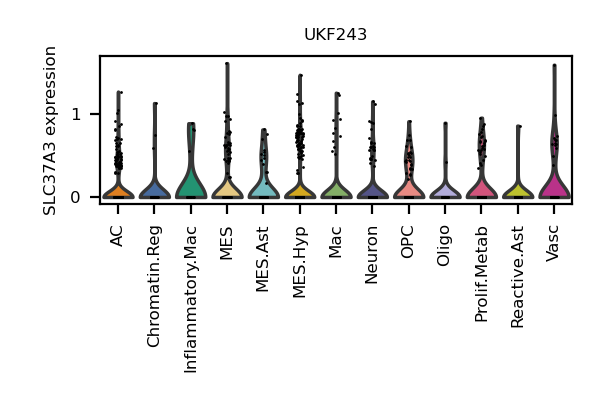 UKF243
SLC37A3 expression
1
0
AC
Chromatin.Reg
Inflammatory.Mac
MES
MES.Ast
MES.Hyp
Mac
Neuron
OPC
Oligo
Prolif.Metab
Reactive.Ast
Vasc